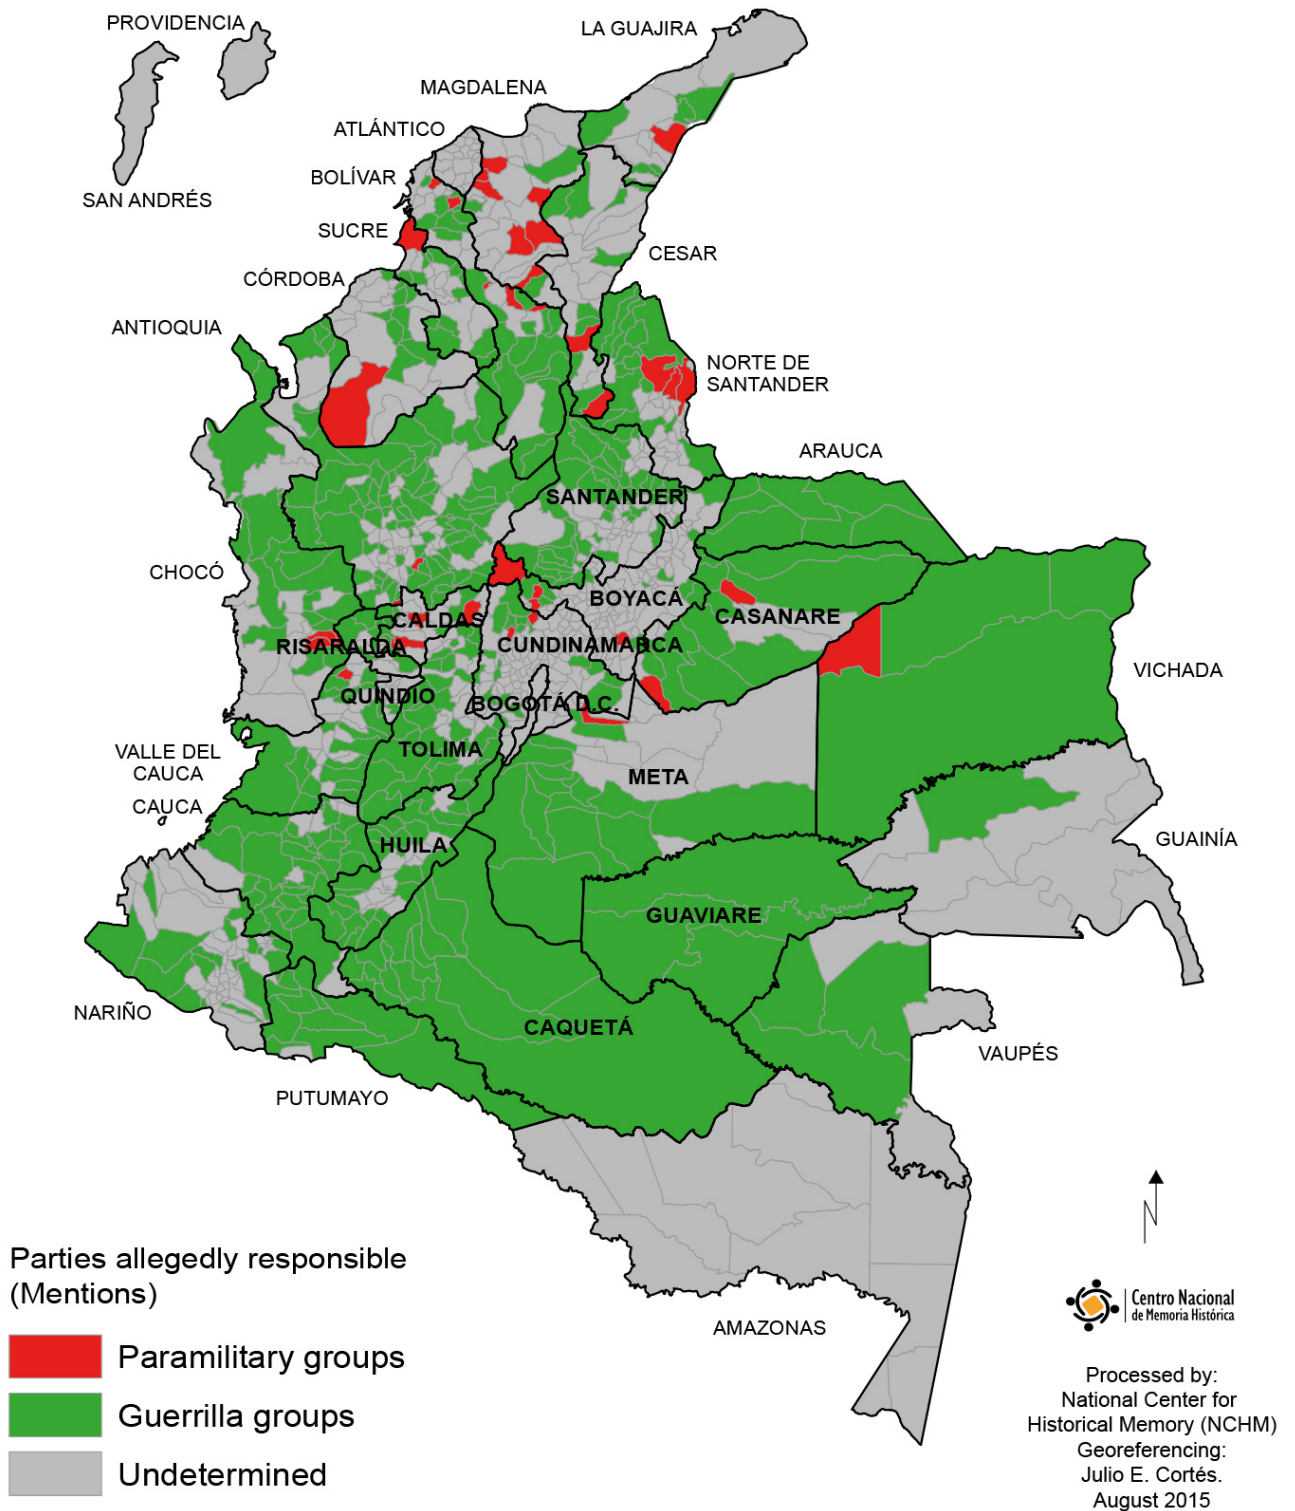 PROVIDENCIA
LA GUAJIRA
MAGDALENA
ATLÁNTICO
BOLÍVAR
SAN ANDRÉS
SUCRE
CESAR
CÓRDOBA
ANTIOQUIA
NORTE DE
SANTANDER
ARAUCA
SANTANDER
CHOCÓ
BOYACÁ
CASANARE
CALDAS
RISARALDA
CUNDINAMARCA
VICHADA
QUINDIO
BOGOTÁ D.C.
TOLIMA
VALLE DEL
CAUCA
META
CAUCA
HUILA
GUAINÍA
GUAVIARE
NARIÑO
CAQUETÁ
VAUPÉS
PUTUMAYO
AMAZONAS
N
Parties allegedly responsible
(Mentions)
Paramilitary groups
Guerrilla groups
Undetermined
Centro Nacional
de Memoria Histórica
Processed by:
National Center for
Historical Memory (NCHM)
Georeferencing:
Julio E. Cortés.
August 2015